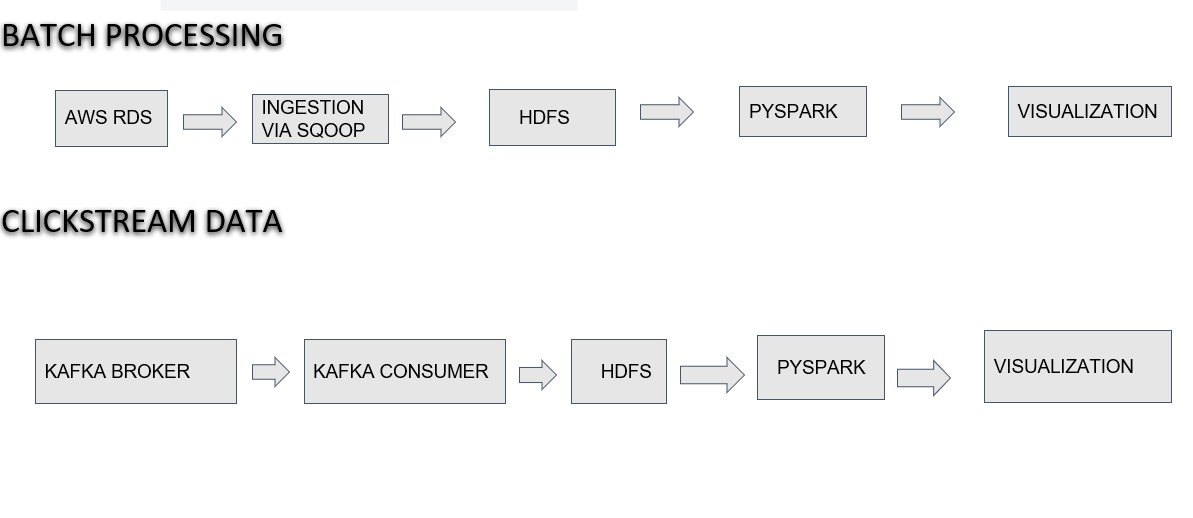 BATCH PROCESSING
AWS RDS
INGESTION
VIA SQOOP
HDFS
PYSPARK
VISUALIZATION
CLICKSTREAM DATA
KAFKA BROKER
KAFKA CONSUMER
HDFS
PYSPARK
VISUALIZATION